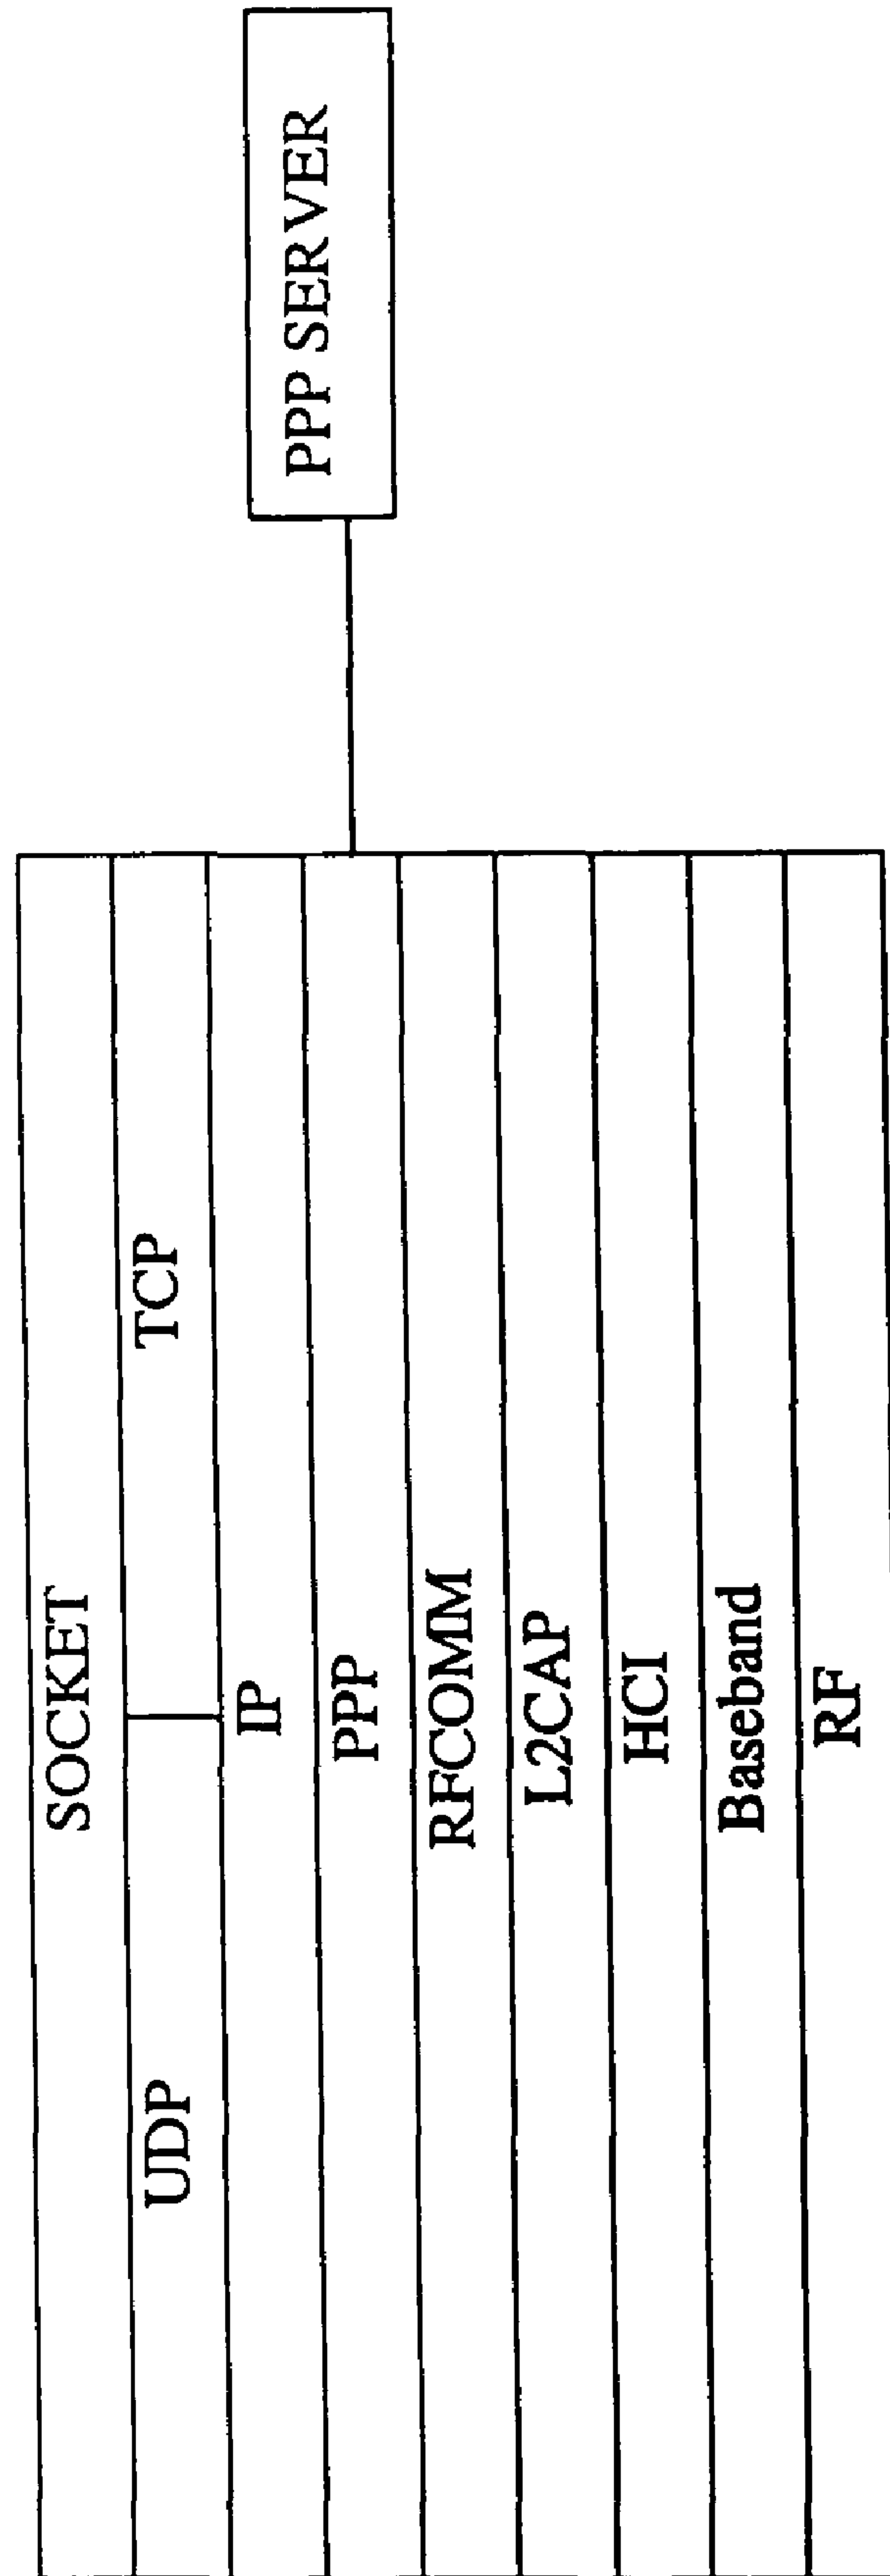 SOCKET
UDP
TCP
IP
PPP
PPP SERVER
RFCOMM
L2CAP
HCI
Baseband
RF